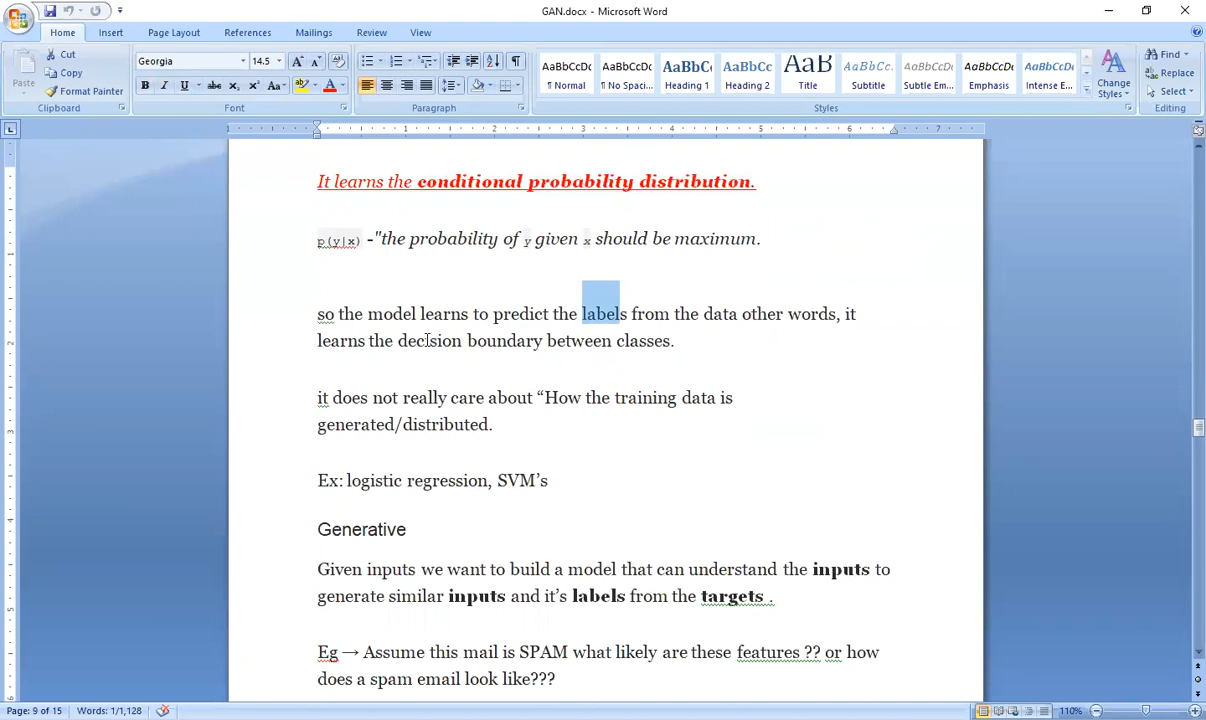 GAN.docx - Microsoft Word
Home Insert Page Layout References Mailings Review View
Paste
Cut
Copy
Format Painter
Clipboard
Georgia 14.5
Font
Paragraph
AaBbCcDc AaBbCcDc AaBbC AaBbCc AaB AaBbCc. AaBbCcDc AaBbCcDc AaBbCcDc
¶ Normal ¶ No Spaci... Heading 1 Heading 2 Title Subtitle Subtle Em... Emphasis Intense E...
Styles
Change Styles
Find
Replace
Select
Editing
It learns the conditional probability distribution.
p(y|x) -"the probability of y given x should be maximum.
so the model learns to predict the labels from the data other words, it
learns the decision boundary between classes.
it does not really care about “How the training data is
generated/distributed.
Ex: logistic regression, SVM’s
Generative
Given inputs we want to build a model that can understand the inputs to
generate similar inputs and it’s labels from the targets .
Eg → Assume this mail is SPAM what likely are these features ?? or how
does a spam email look like???
Page: 9 of 15 Words: 1/1,128 110%